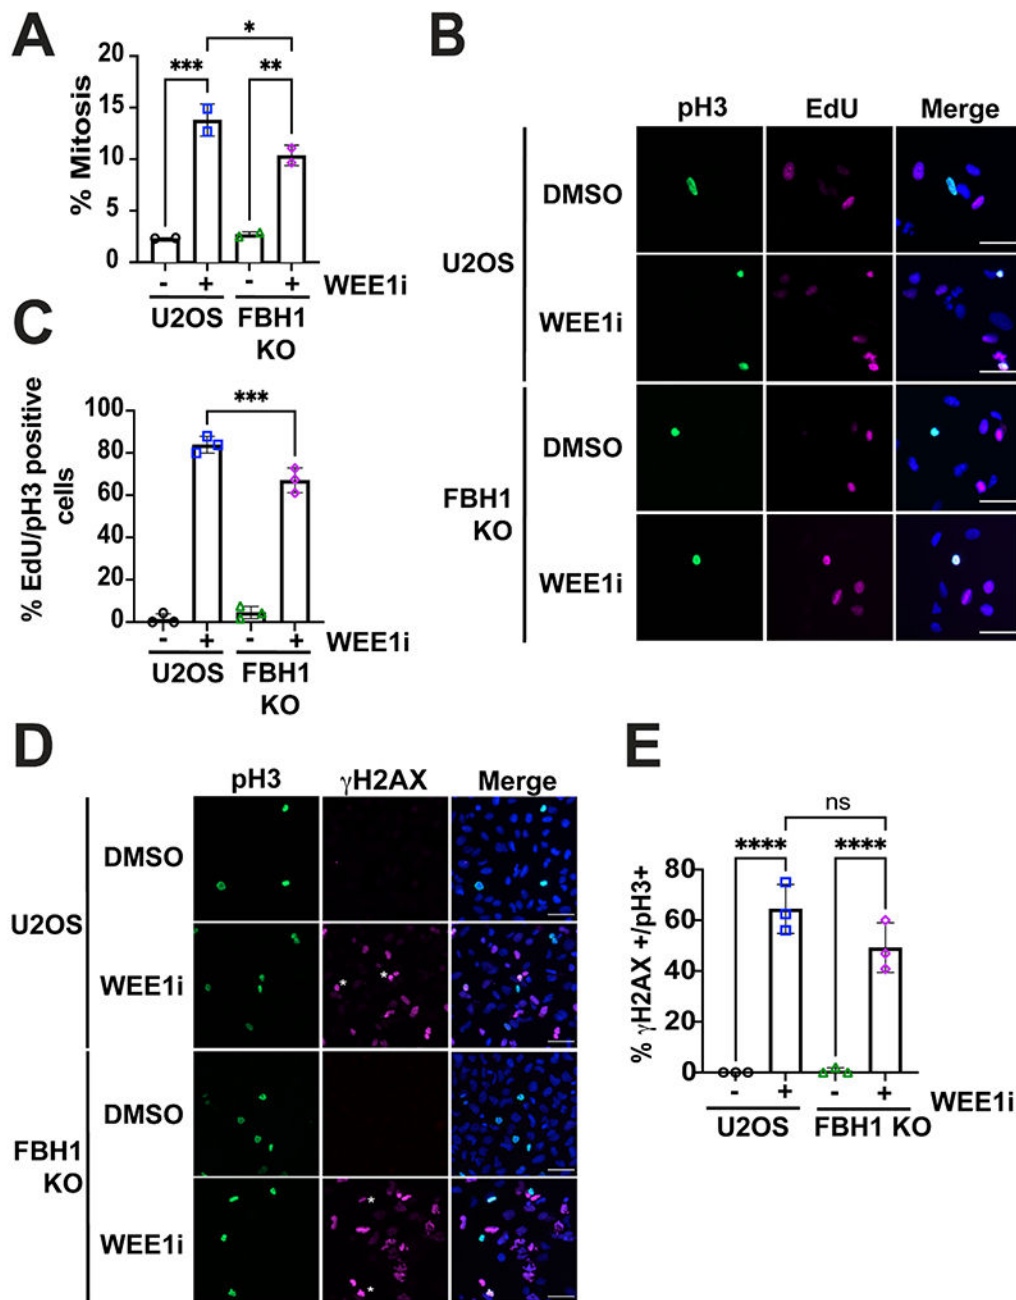 A
% Mitosis
20
15
10
5
0
***
*
**
- + - + WEE1i
U2OS FBH1
KO
B
pH3 EdU Merge
U2OS
DMSO
WEE1i
FBH1
KO
DMSO
WEE1i
C
% EdU/pH3 positive
cells
100
80
60
40
20
0
***
- + - + WEE1i
U2OS FBH1
KO
D
pH3 γH2AX Merge
U2OS
DMSO
WEE1i
* *
FBH1
KO
DMSO
WEE1i
*
*
E
% γH2AX +/pH3+
80
60
40
20
0
ns
**** ****
- + - + WEE1i
U2OS FBH1 KO